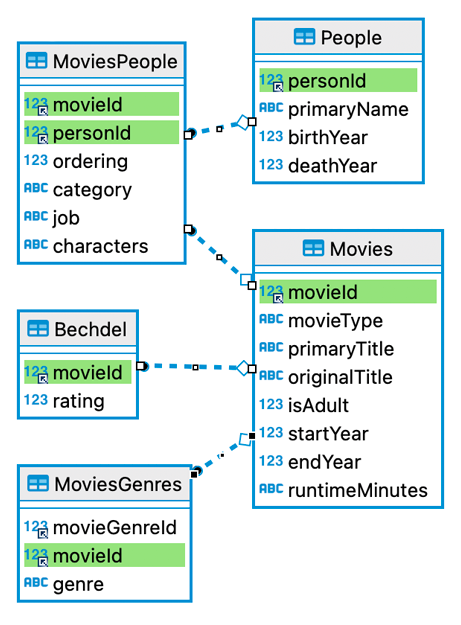 MoviesPeople
123 movieId
123 personId
123 ordering
ABC category
ABC job
ABC characters
People
123 personId
ABC primaryName
123 birthYear
123 deathYear
Bechdel
123 movieId
123 rating
Movies
123 movieId
ABC movieType
ABC primaryTitle
ABC originalTitle
123 isAdult
123 startYear
123 endYear
ABC runtimeMinutes
MoviesGenres
123 movieGenreId
123 movieId
ABC genre